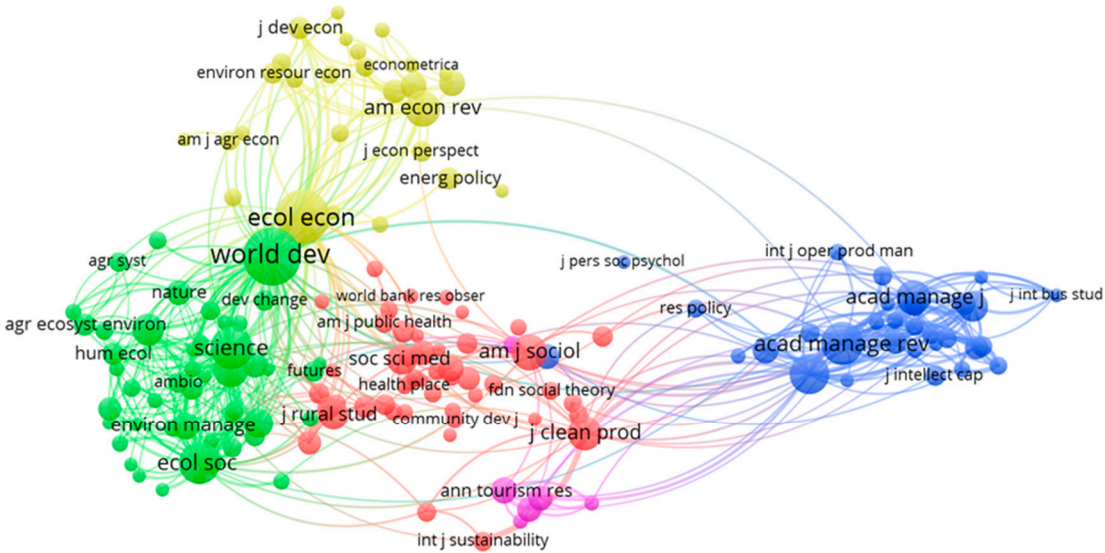 j dev econ
environ resour econ
econometrica
am econ rev
am j agr econ
j econ perspect
energ policy
ecol econ
world dev
agr syst
j pers soc psychol
int j oper prod man
nature
dev change
world bank res obser
acad manage j
j int bus stud
res policy
agr ecosyst environ
am j public health
hum ecol
science
soc sci med
am j sociol
acad manage rev
futures
j intellect cap
ambio
health place
fdn social theory
j rural stud
community dev j
environ manage
j clean prod
ecol soc
ann tourism res
int j sustainability